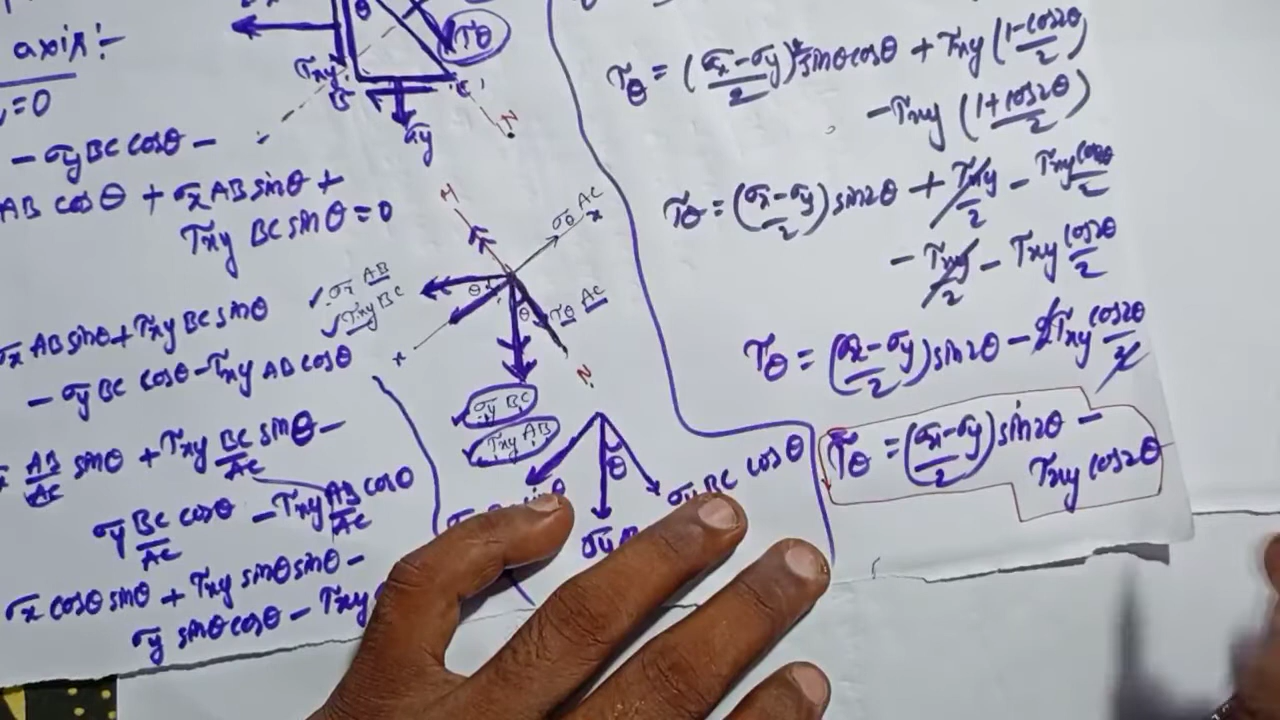 axis:-
=0
- σy BC cosθ -
AB cosθ + σx AB sinθ +
τxy BC sinθ = 0
σx AB sinθ + τxy BC sinθ
- σy BC cosθ - τxy AB cosθ
AB/AC sinθ + τxy BC/AC sinθ -
σy BC/AC cosθ - τxy AB/AC cosθ
σx cosθ sinθ + τxy sinθ sinθ -
σy sinθ cosθ - τxy
θ
τθ
τxy
B
C
σy
N
M
σθ AC
x
σx AB
τxy BC
θ
θ
τθ AC
N
σy BC
τxy AB
θ
σy BC cosθ
τθ = (σx - σy)/2 2 sinθ cosθ + τxy (1 - cos2θ)/2
- τxy (1 + cos2θ)/2
τθ = (σx - σy)/2 sin2θ + τxy/2 - τxy cos2θ/2
- τxy/2 - τxy cos2θ/2
τθ = (σx - σy)/2 sin2θ - 2τxy cos2θ/2
τθ = (σx - σy)/2 sin2θ -
τxy cos2θ